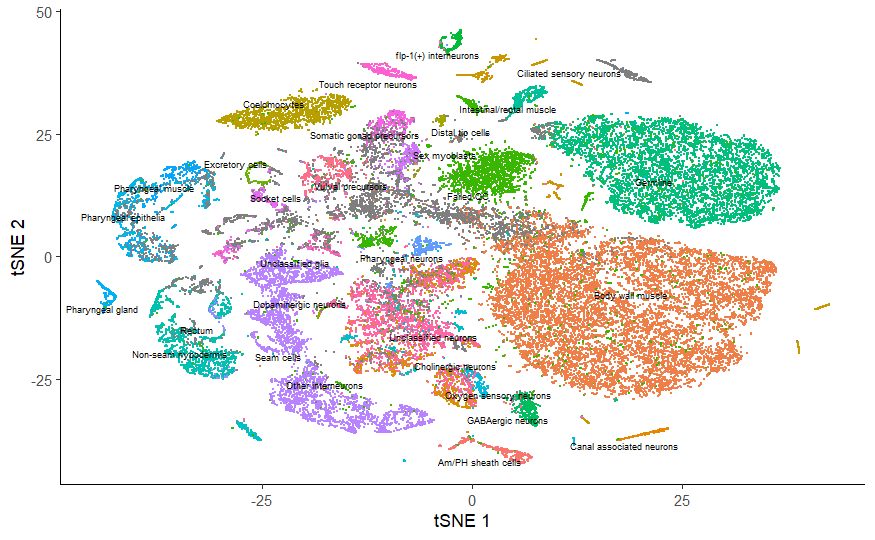 50
flp-1(+) interneurons
Ciliated sensory neurons
Touch receptor neurons
Coelomocytes
Intestinal/rectal muscle
25
Somatic gonad precursors
Distal tip cells
Sex myoblasts
Excretory cells
Germline
Pharyngeal muscle
Vulval precursors
Socket cells
Failed QC
Pharyngeal epithelia
tSNE 2
0
Unclassified glia
Pharyngeal neurons
Body wall muscle
Pharyngeal gland
Dopaminergic neurons
Rectum
Unclassified neurons
Non-seam hypodermis
Seam cells
Cholinergic neurons
-25
Other interneurons
Oxygen sensory neurons
GABAergic neurons
Canal associated neurons
Am/PH sheath cells
-25
0
25
tSNE 1